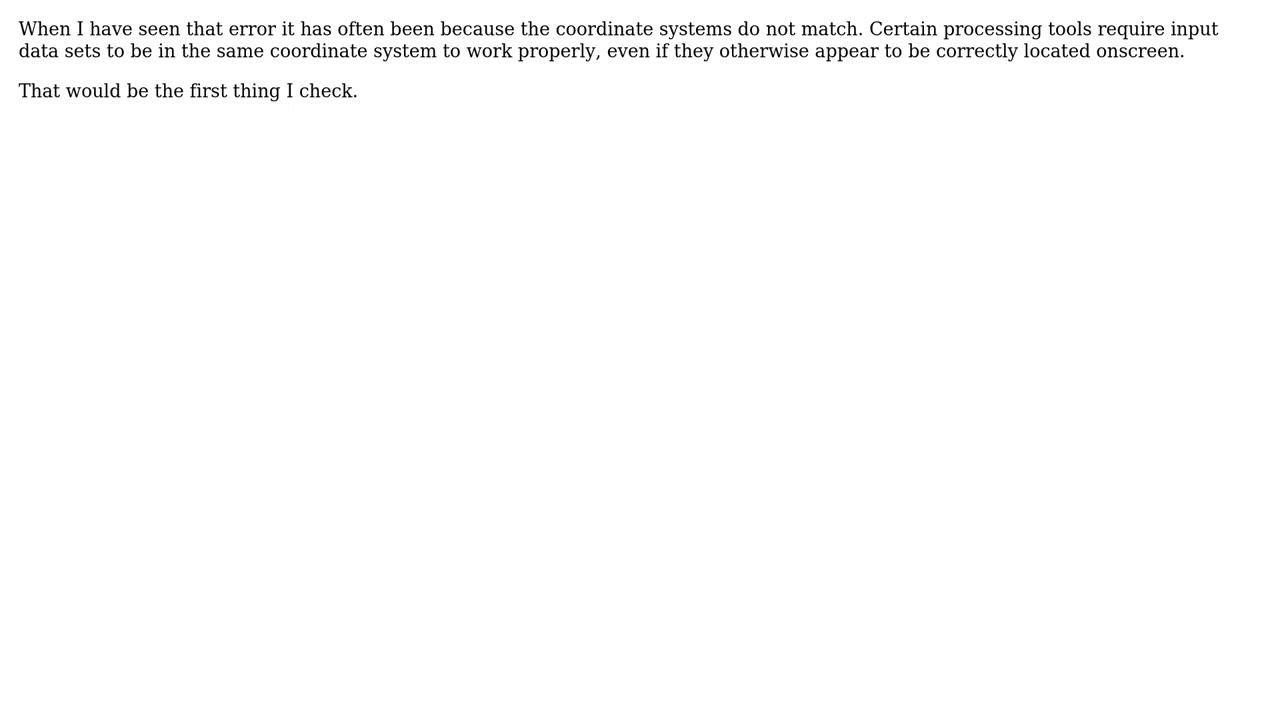 When I have seen that error it has often been because the coordinate systems do not match. Certain processing tools require input
data sets to be in the same coordinate system to work properly, even if they otherwise appear to be correctly located onscreen.
That would be the first thing I check.